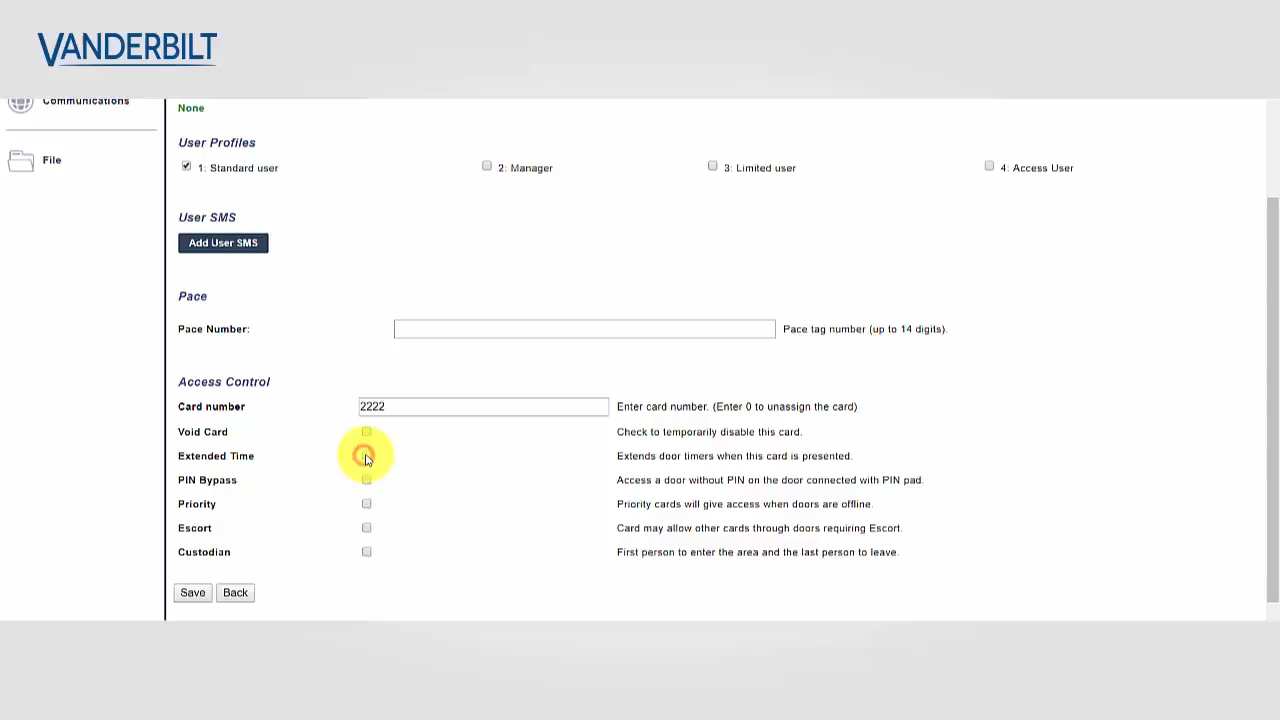 VANDERBILT
Communications
None
File
User Profiles
1: Standard user 2: Manager 3: Limited user 4: Access User
User SMS
Add User SMS
Pace
Pace Number: Pace tag number (up to 14 digits).
Access Control
Card number 2222 Enter card number. (Enter 0 to unassign the card)
Void Card Check to temporarily disable this card.
Extended Time Extends door timers when this card is presented.
PIN Bypass Access a door without PIN on the door connected with PIN pad.
Priority Priority cards will give access when doors are offline.
Escort Card may allow other cards through doors requiring Escort.
Custodian First person to enter the area and the last person to leave.
Save Back